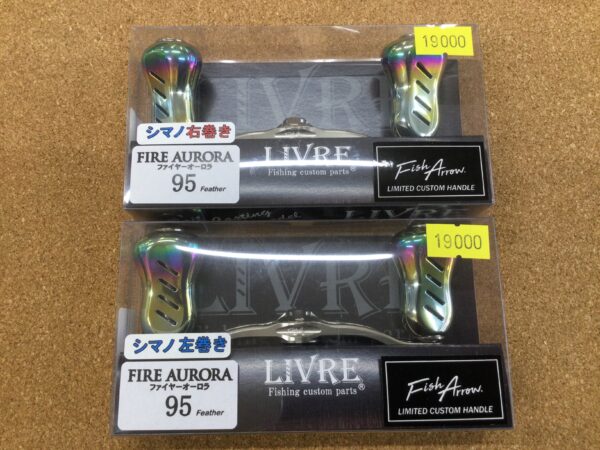 19000
LIVRE
シマノ右巻き
FIRE AURORA
ファイヤーオーロラ
95 Feather
LIVRE®
Fishing custom parts
Fish Arrow
LIMITED CUSTOM HANDLE
LIVRE
19000
LIVRE
シマノ左巻き
FIRE AURORA
ファイヤーオーロラ
95 Feather
LIVRE®
Fishing custom parts
Fish Arrow
LIMITED CUSTOM HANDLE